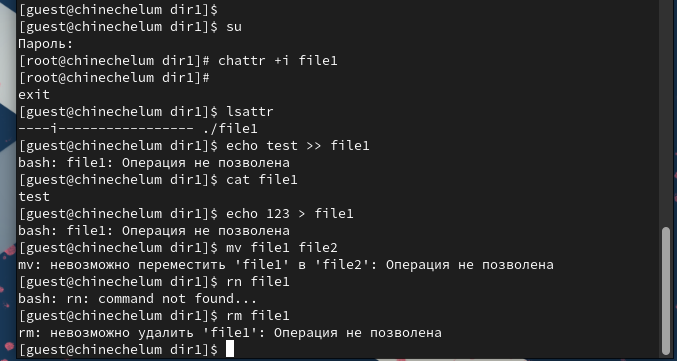 [guest@chinechelum dir1]$
[guest@chinechelum dir1]$ su
Пароль:
[root@chinechelum dir1]# chattr +i file1
[root@chinechelum dir1]#
exit
[guest@chinechelum dir1]$ lsattr
----i----------------- ./file1
[guest@chinechelum dir1]$ echo test >> file1
bash: file1: Операция не позволена
[guest@chinechelum dir1]$ cat file1
test
[guest@chinechelum dir1]$ echo 123 > file1
bash: file1: Операция не позволена
[guest@chinechelum dir1]$ mv file1 file2
mv: невозможно переместить 'file1' в 'file2': Операция не позволена
[guest@chinechelum dir1]$ rn file1
bash: rn: command not found...
[guest@chinechelum dir1]$ rm file1
rm: невозможно удалить 'file1': Операция не позволена
[guest@chinechelum dir1]$